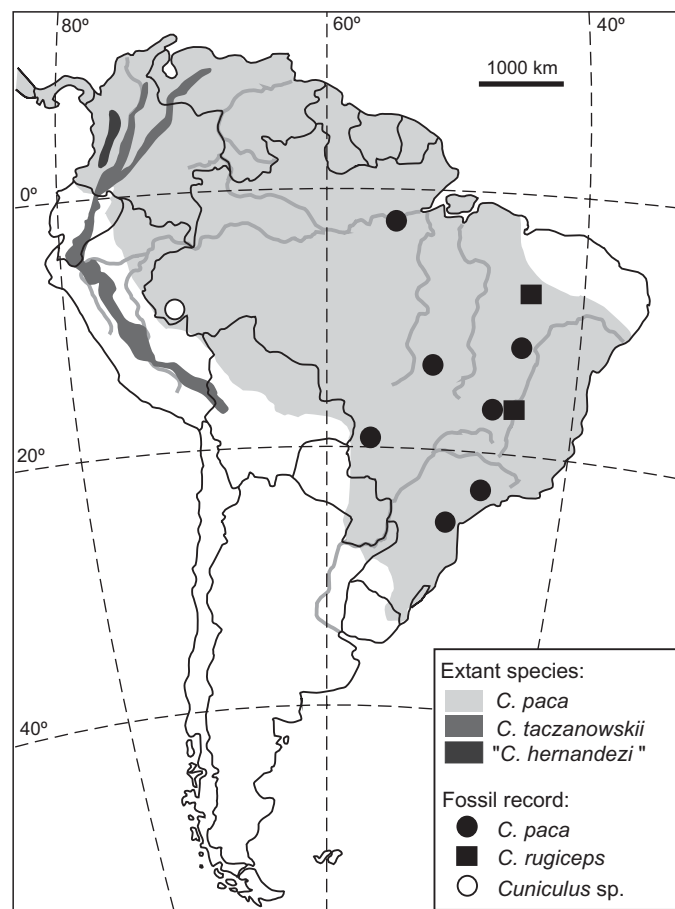 80º 60º 40º
1000 km
0º
20º
40º
Extant species:
C. paca
C. taczanowskii
"C. hernandezi "
Fossil record:
C. paca
C. rugiceps
Cuniculus sp.